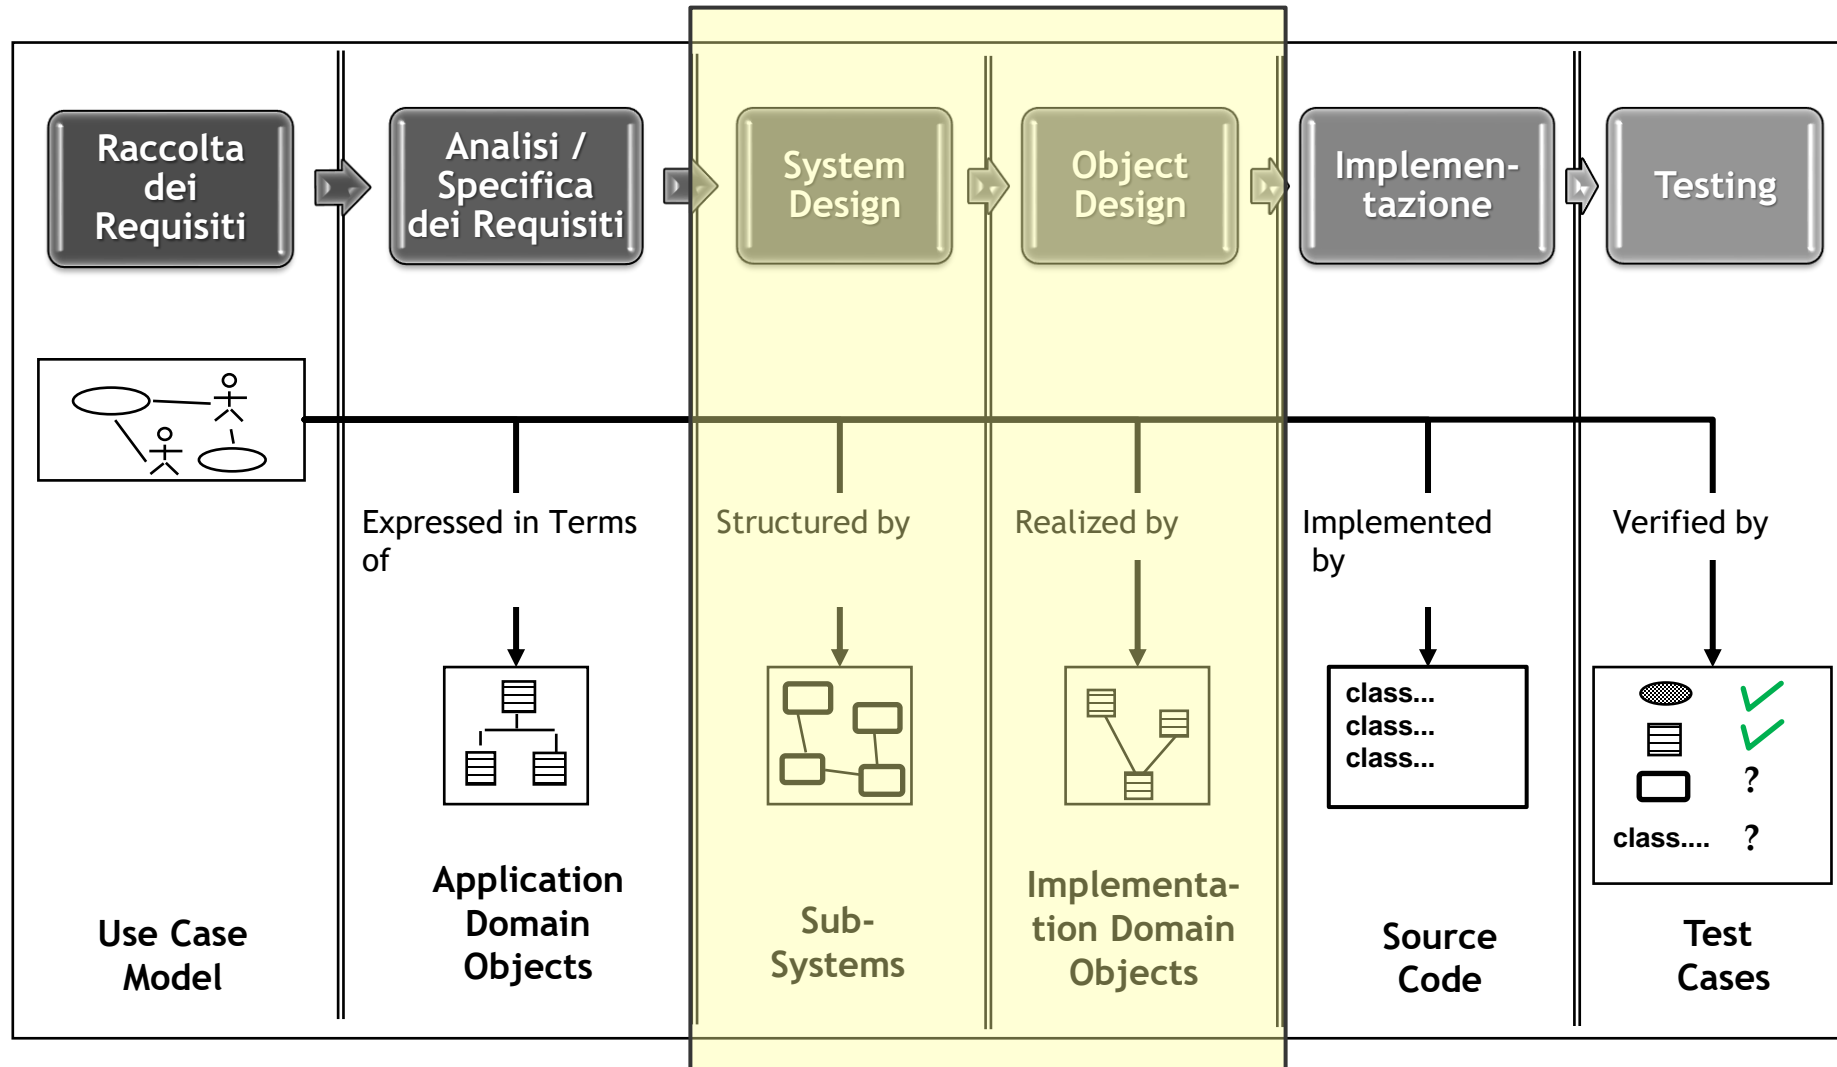 Raccolta
dei
Requisiti
Analisi /
Specifica
dei Requisiti
System
Design
Object
Design
Implemen-
tazione
Testing
Expressed in Terms
of
Structured by
Realized by
Implemented
by
Verified by
class...
class...
class...
?
class.... ?
Use Case
Model
Application
Domain
Objects
Sub-
Systems
Implementa-
tion Domain
Objects
Source
Code
Test
Cases